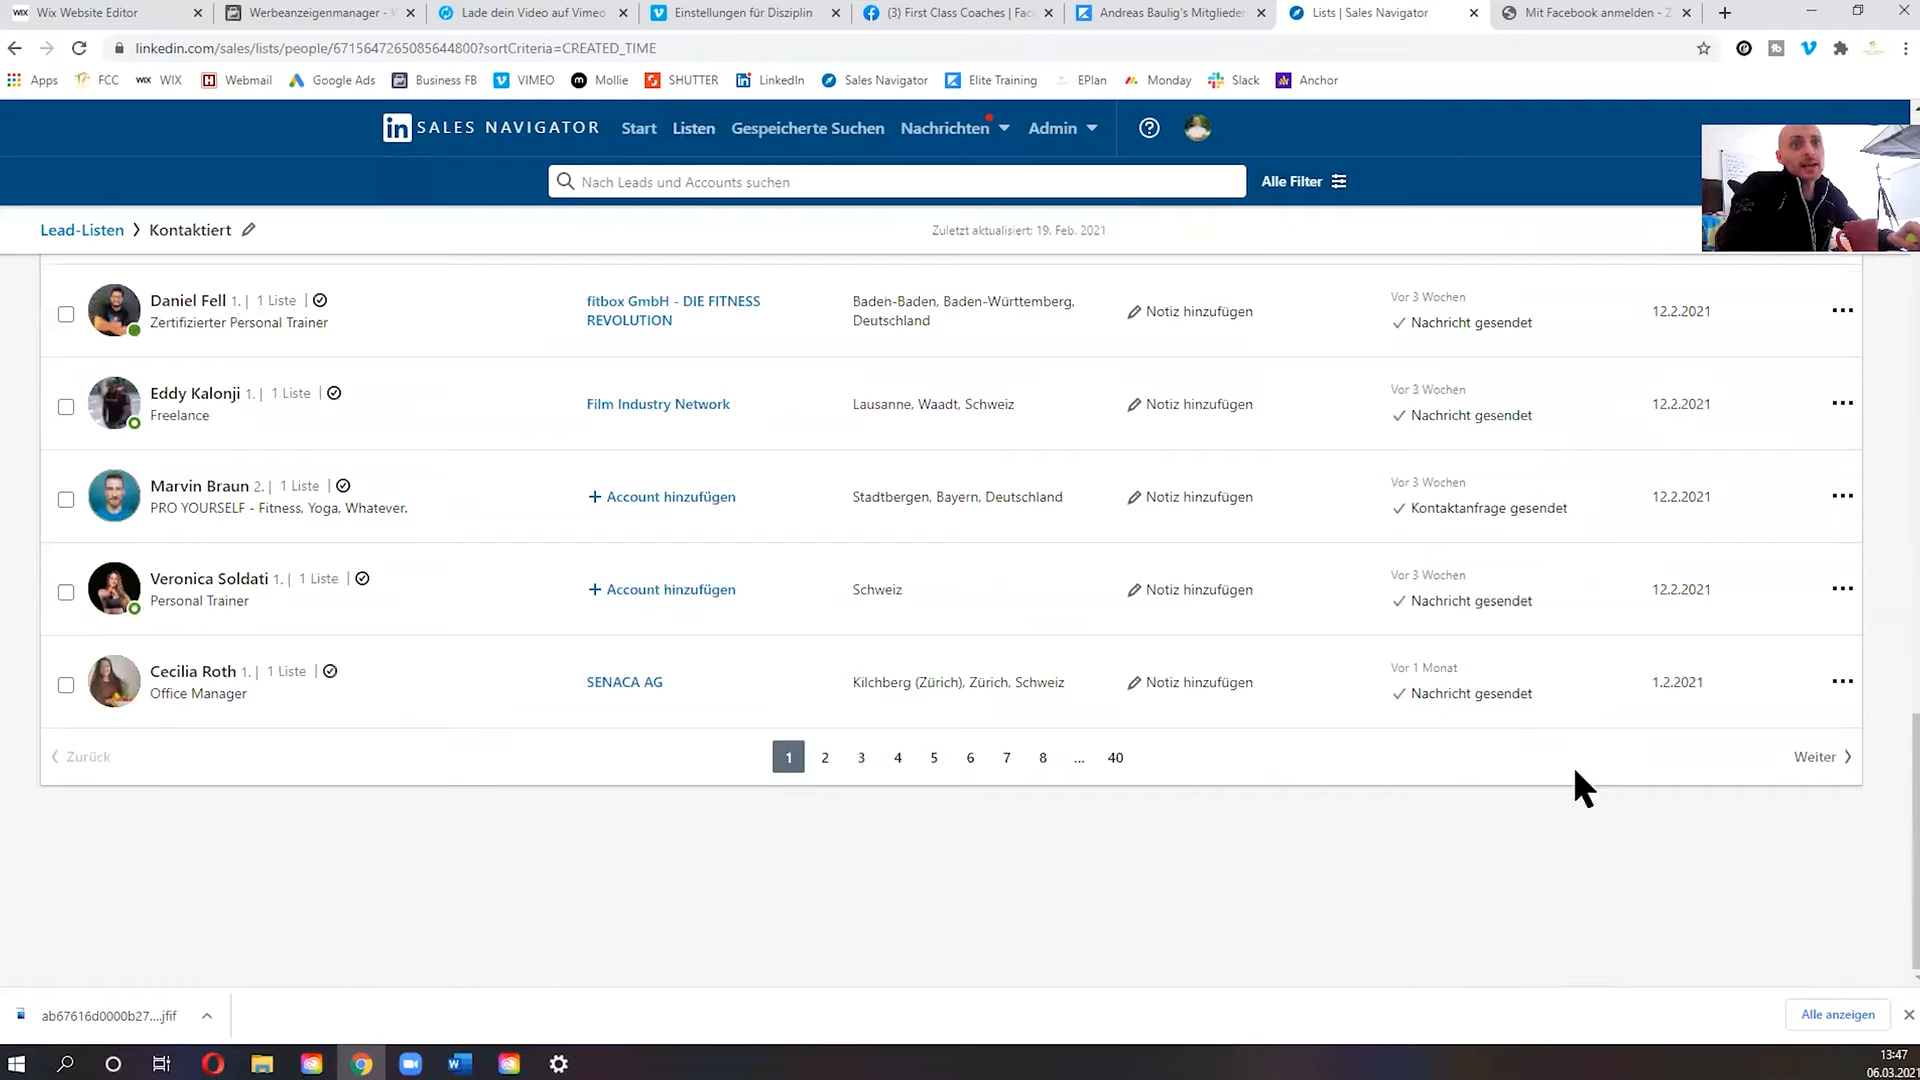 Wix Website Editor
Werbeanzeigenmanager -
Lade dein Video auf Vimeo
Einstellungen für Disziplin
(3) First Class Coaches | Fac
Andreas Baulig's Mitglieder
Lists | Sales Navigator
Mit Facebook anmelden - Z
linkedin.com/sales/lists/people/6715647265085644800?sortCriteria=CREATED_TIME
Apps
FCC
WIX
Webmail
Google Ads
Business FB
VIMEO
Mollie
SHUTTER
LinkedIn
Sales Navigator
Elite Training
EPlan
Monday
Slack
Anchor
in SALES NAVIGATOR
Start
Listen
Gespeicherte Suchen
Nachrichten
Admin
Nach Leads und Accounts suchen
Alle Filter
Lead-Listen
Kontaktiert
Zuletzt aktualisiert: 19. Feb. 2021
Daniel Fell 1. | 1 Liste |
Zertifizierter Personal Trainer
fitbox GmbH - DIE FITNESS
REVOLUTION
Baden-Baden, Baden-Württemberg,
Deutschland
Notiz hinzufügen
Vor 3 Wochen
Nachricht gesendet
12.2.2021
Eddy Kalonji 1. | 1 Liste |
Freelance
Film Industry Network
Lausanne, Waadt, Schweiz
Notiz hinzufügen
Vor 3 Wochen
Nachricht gesendet
12.2.2021
Marvin Braun 2. | 1 Liste |
PRO YOURSELF - Fitness, Yoga, Whatever.
+ Account hinzufügen
Stadtbergen, Bayern, Deutschland
Notiz hinzufügen
Vor 3 Wochen
Kontaktanfrage gesendet
12.2.2021
Veronica Soldati 1. | 1 Liste |
Personal Trainer
+ Account hinzufügen
Schweiz
Notiz hinzufügen
Vor 3 Wochen
Nachricht gesendet
12.2.2021
Cecilia Roth 1. | 1 Liste |
Office Manager
SENACA AG
Kilchberg (Zürich), Zürich, Schweiz
Notiz hinzufügen
Vor 1 Monat
Nachricht gesendet
1.2.2021
Zurück
1 2 3 4 5 6 7 8 ... 40
Weiter
ab67616d0000b27....jfif
Alle anzeigen
13:47
06.03.2021